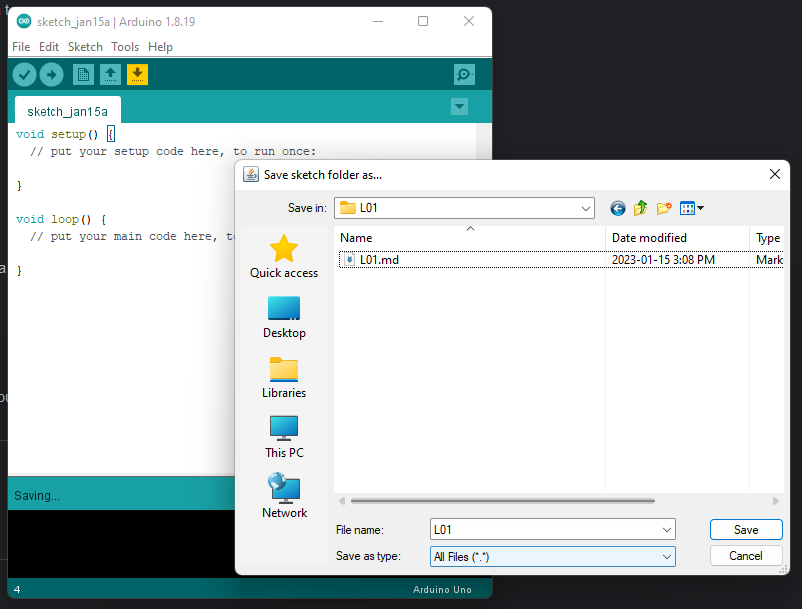 sketch_jan15a | Arduino 1.8.19
File Edit Sketch Tools Help
sketch_jan15a
void setup() {
// put your setup code here, to run once:
}
void loop() {
// put your main code here, t
}
Saving...
4
Arduino Uno
Save sketch folder as...
Save in:
L01
Quick access
Desktop
Libraries
This PC
Network
Name Date modified Type
L01.md 2023-01-15 3:08 PM Mark
File name: L01 Save
Save as type: All Files (*.*) Cancel